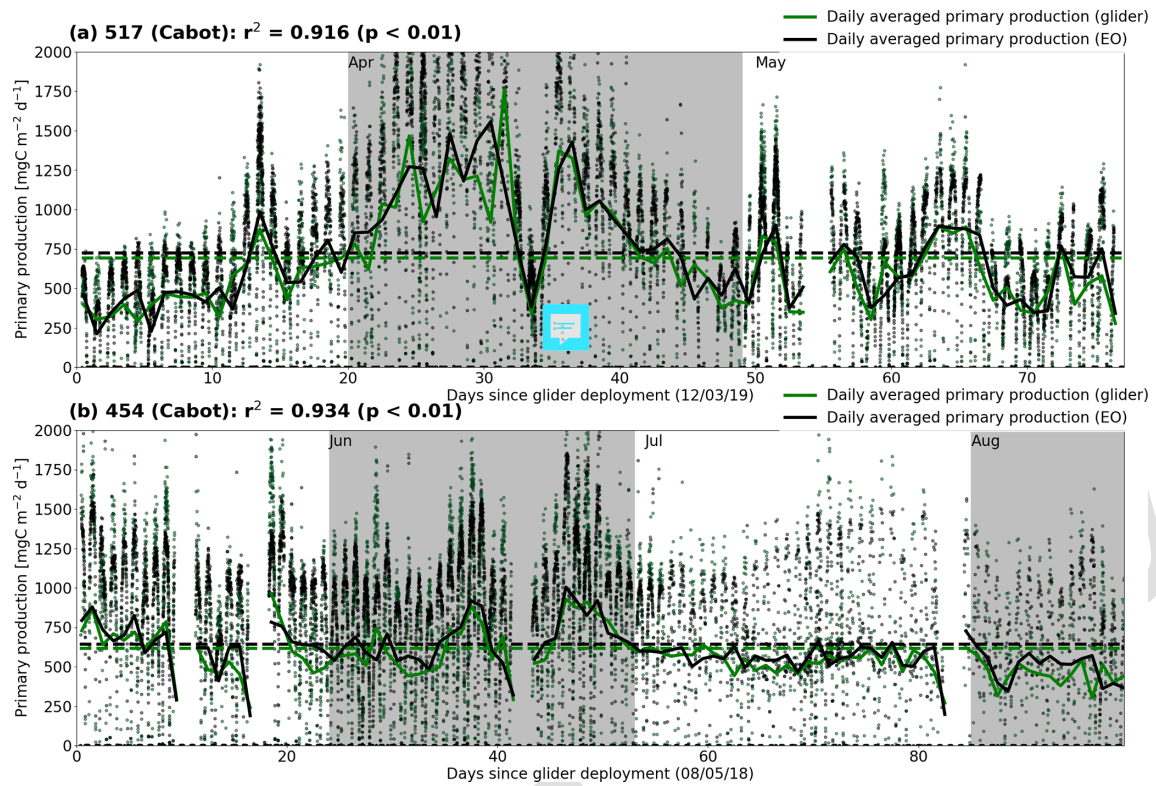 Daily averaged primary production (glider)
Daily averaged primary production (EO)
(a) 517 (Cabot): r² = 0.916 (p < 0.01)
Apr
May
2000
1750
1500
1250
1000
750
500
250
0
Primary production [mgC m⁻² d⁻¹]
0 10 20 30 40 50 60 70
Days since glider deployment (12/03/19)
Daily averaged primary production (glider)
Daily averaged primary production (EO)
(b) 454 (Cabot): r² = 0.934 (p < 0.01)
Jun
Jul
Aug
2000
1750
1500
1250
1000
750
500
250
0
Primary production [mgC m⁻² d⁻¹]
20 40 60 80
Days since glider deployment (08/05/18)